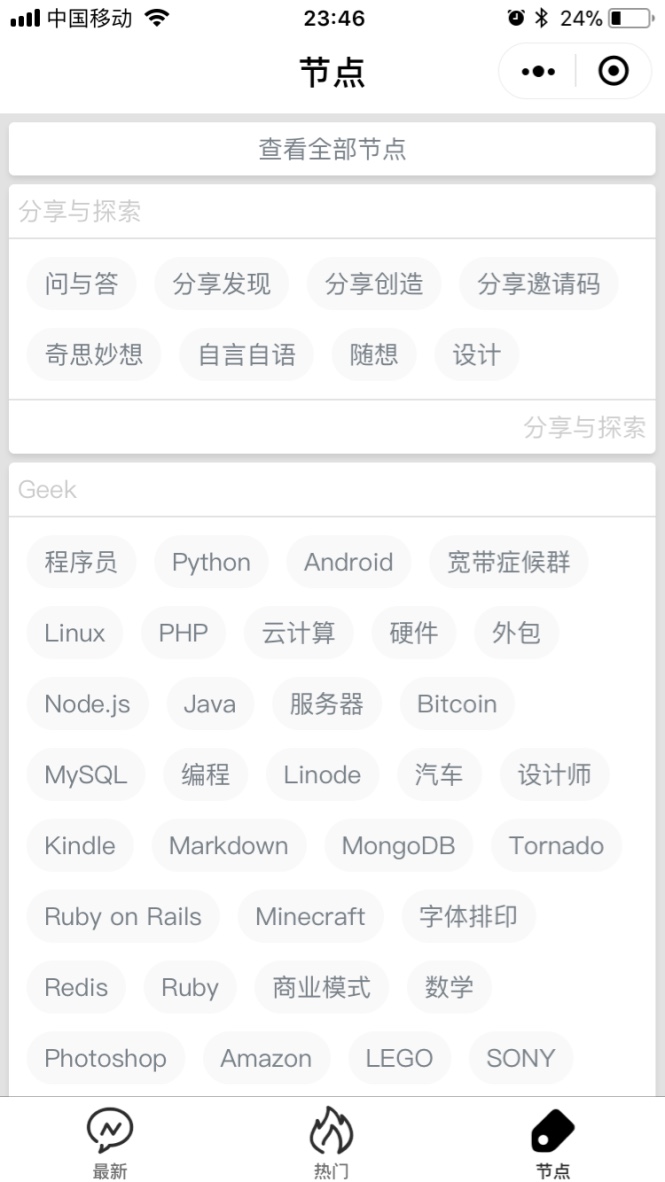 中国移动 23:46 24%
节点
查看全部节点
分享与探索
问与答 分享发现 分享创造 分享邀请码
奇思妙想 自言自语 随想 设计
分享与探索
Geek
程序员 Python Android 宽带症候群
Linux PHP 云计算 硬件 外包
Node.js Java 服务器 Bitcoin
MySQL 编程 Linode 汽车 设计师
Kindle Markdown MongoDB Tornado
Ruby on Rails Minecraft 字体排印
Redis Ruby 商业模式 数学
Photoshop Amazon LEGO SONY
最新 热门 节点